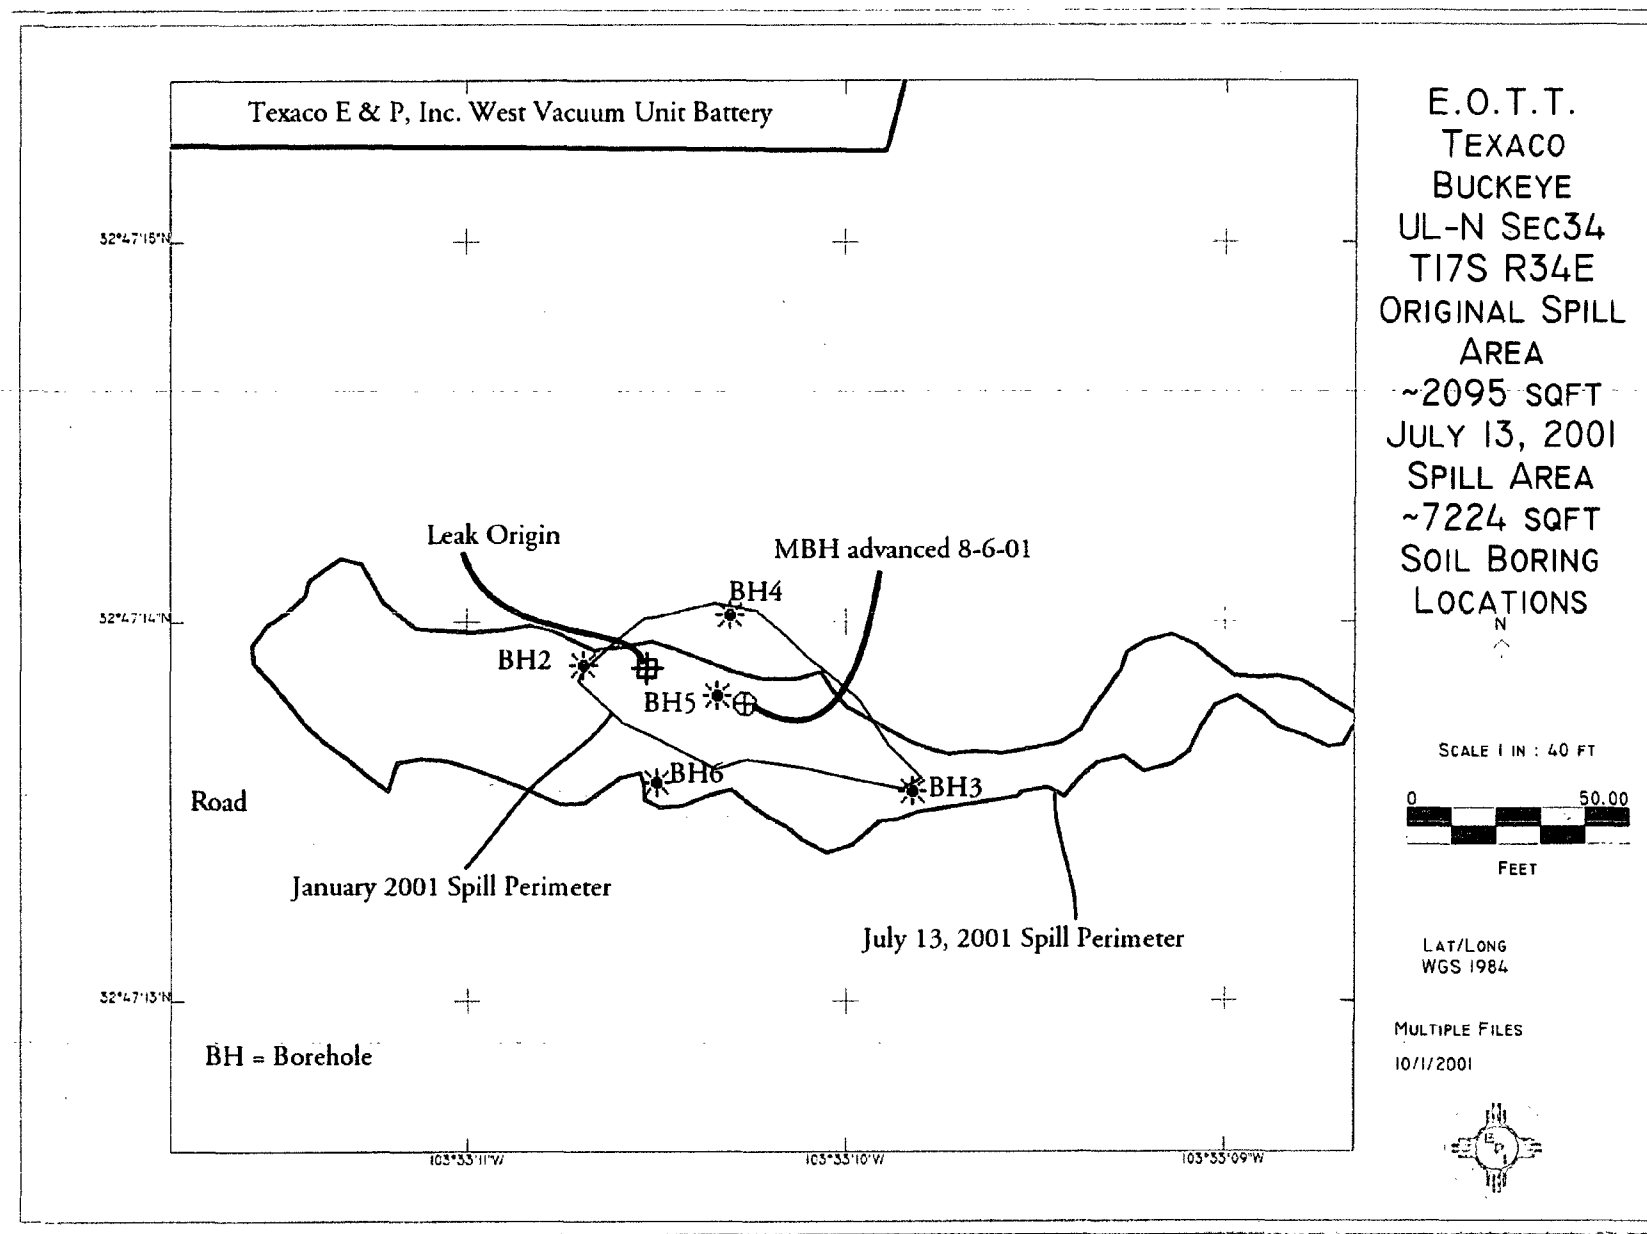 Texaco E & P, Inc. West Vacuum Unit Battery
E.O.T.T.
TEXACO
BUCKEYE
UL-N SEC34
T17S R34E
ORIGINAL SPILL
AREA
~2095 SQFT
JULY 13, 2001
SPILL AREA
~7224 SQFT
SOIL BORING
LOCATIONS
N
32°47'15"N
Leak Origin
MBH advanced 8-6-01
BH4
32°47'14"N
BH2
BH5
BH6
BH3
Road
January 2001 Spill Perimeter
July 13, 2001 Spill Perimeter
32°47'13"N
BH = Borehole
103°33'11"W
103°33'10"W
103°33'09"W
SCALE 1 IN : 40 FT
0 50.00
FEET
LAT/LONG
WGS 1984
MULTIPLE FILES
10/1/2001
EPI